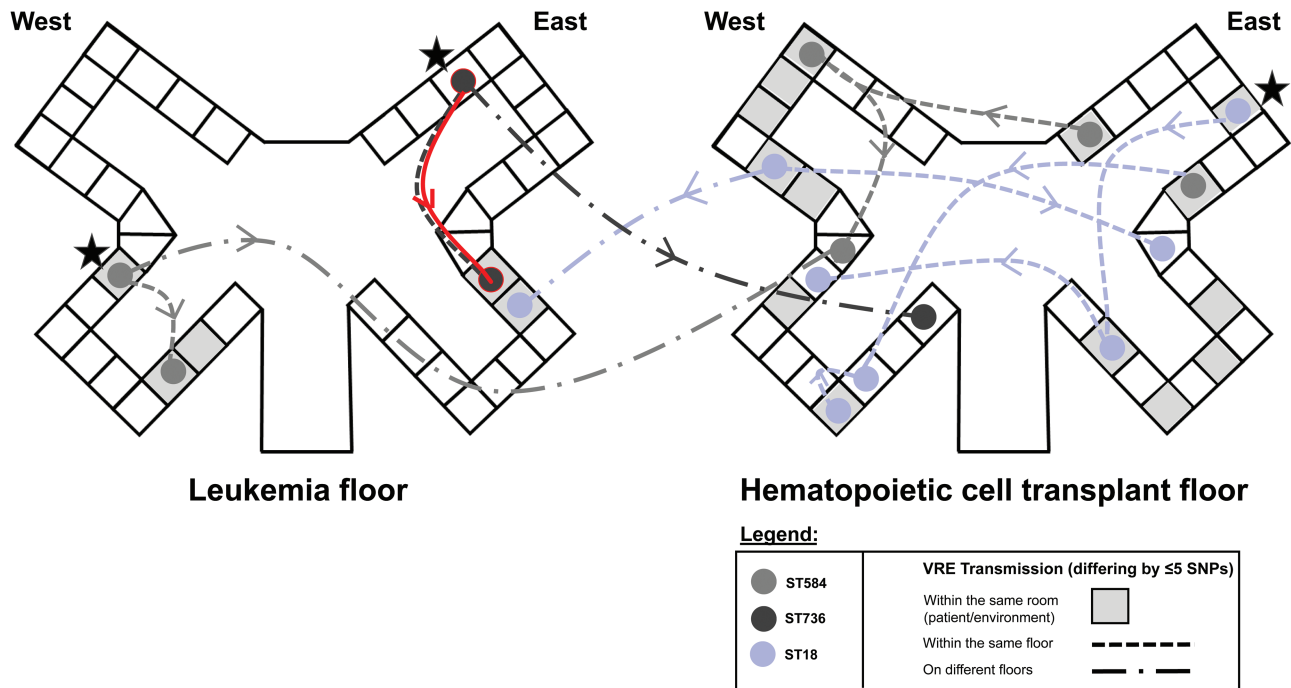 West
East
West
East
Leukemia floor
Hematopoietic cell transplant floor
Legend:
ST584
ST736
ST18
VRE Transmission (differing by ≤5 SNPs)
Within the same room
(patient/environment)
Within the same floor
On different floors